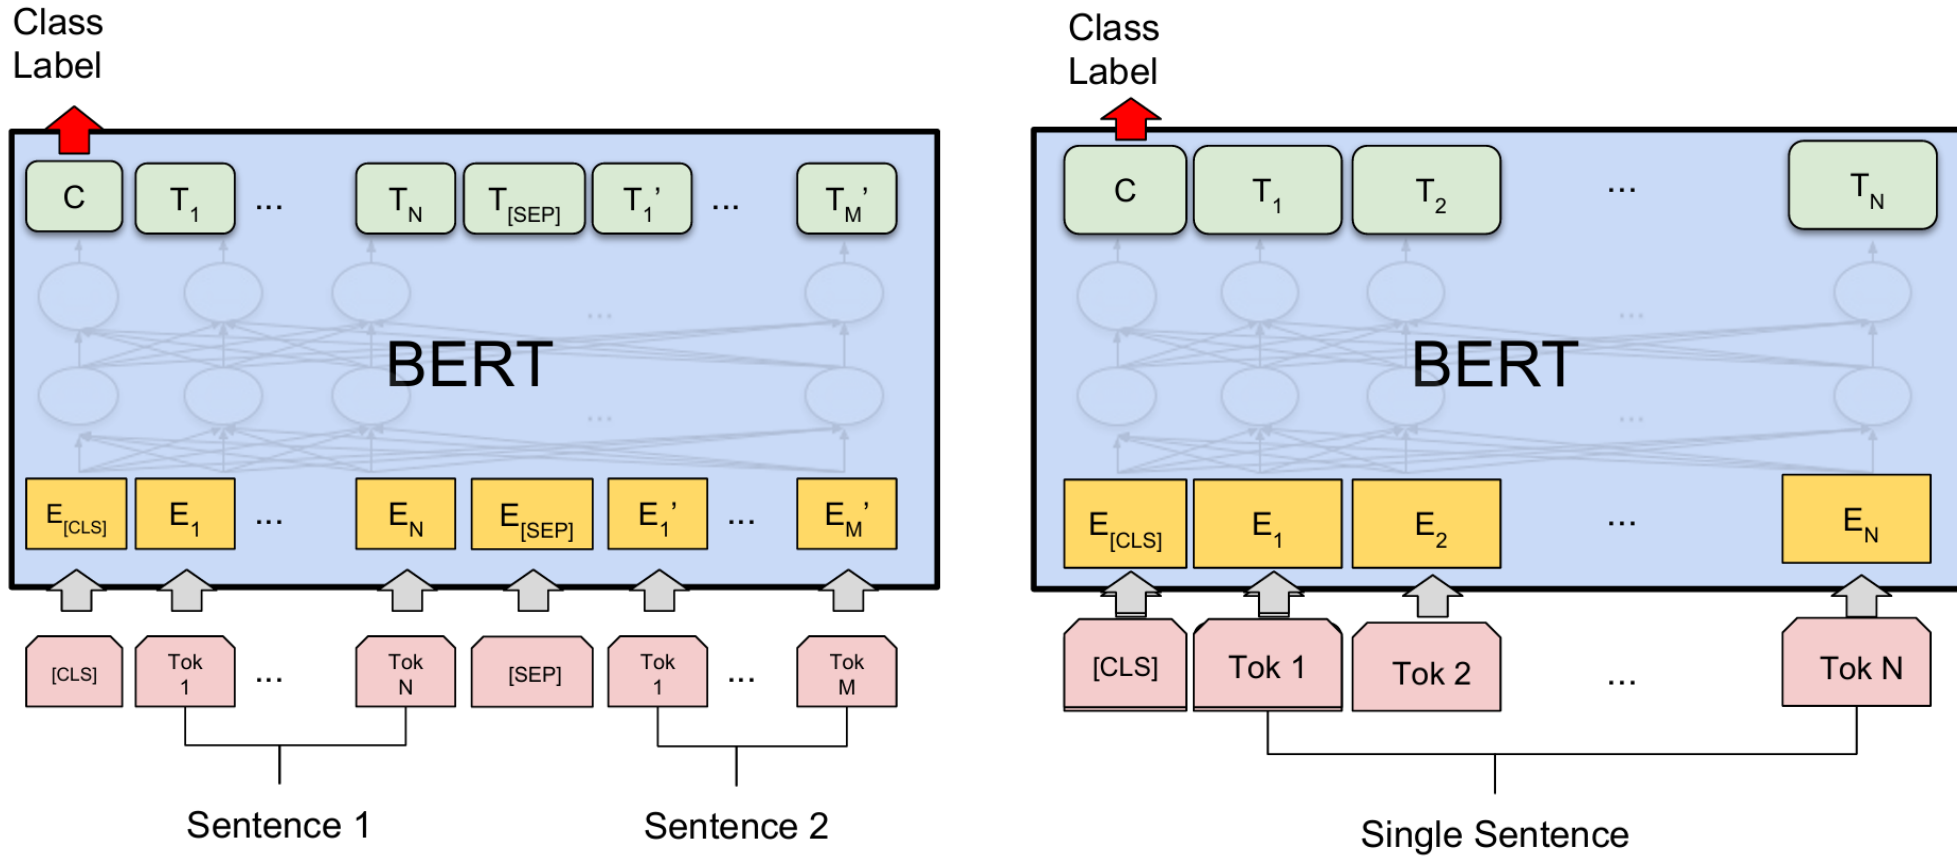 Class
Label
C T1 ... TN T[SEP] T1’ ... TM’
...
BERT
...
E[CLS] E1 ... EN E[SEP] E1’ ... EM’
[CLS] Tok 1 ... Tok N [SEP] Tok 1 ... Tok M
Sentence 1 Sentence 2
Class
Label
C T1 T2 ... TN
...
BERT
...
E[CLS] E1 E2 ... EN
[CLS] Tok 1 Tok 2 ... Tok N
Single Sentence